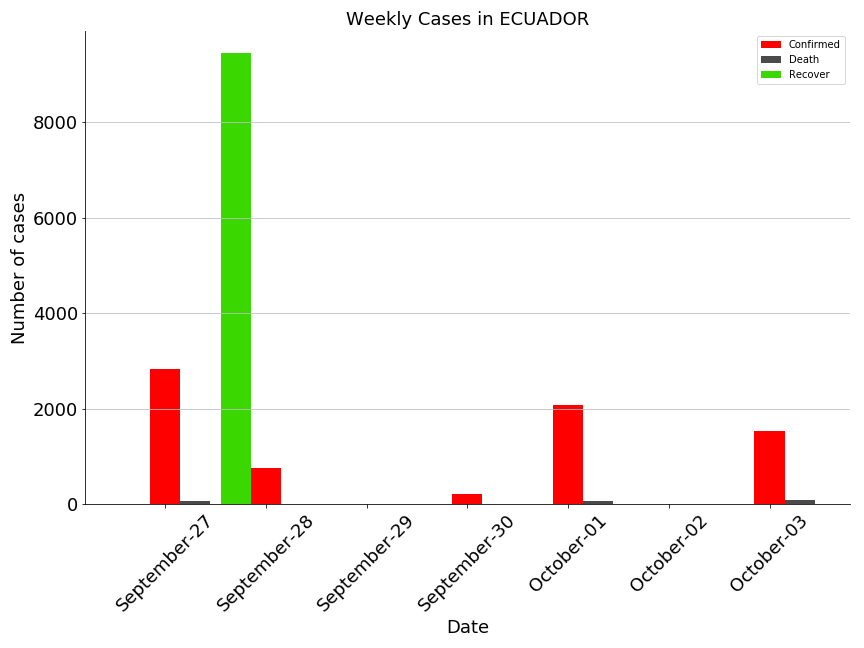 Weekly Cases in ECUADOR
Confirmed
Death
Recover
Number of cases
8000
6000
4000
2000
0
September-27
September-28
September-29
September-30
October-01
October-02
October-03
Date